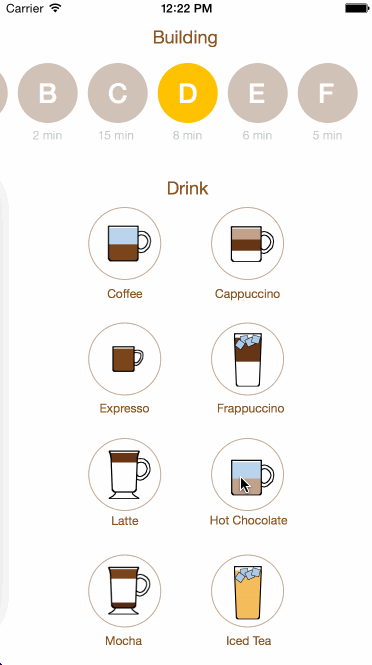 Carrier 12:22 PM
Building
B C D E F
2 min 15 min 8 min 6 min 5 min
Drink
Coffee Cappuccino
Expresso Frappuccino
Latte Hot Chocolate
Mocha Iced Tea